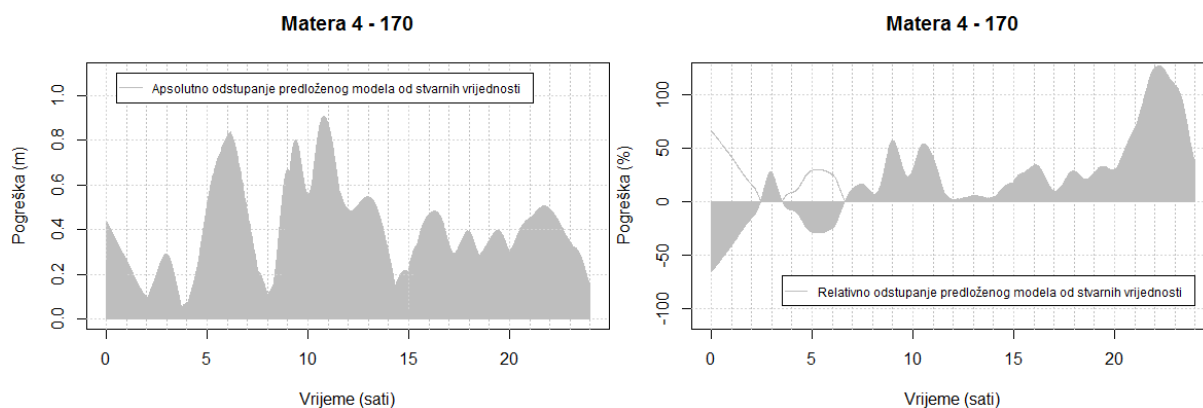 Matera 4 - 170
Apsolutno odstupanje predloženog modela od stvarnih vrijednosti
Pogreška (m)
1.0
0.8
0.6
0.4
0.2
0.0
0 5 10 15 20
Vrijeme (sati)
Matera 4 - 170
Pogreška (%)
100
50
0
-50
-100
Relativno odstupanje predloženog modela od stvarnih vrijednosti
0 5 10 15 20
Vrijeme (sati)